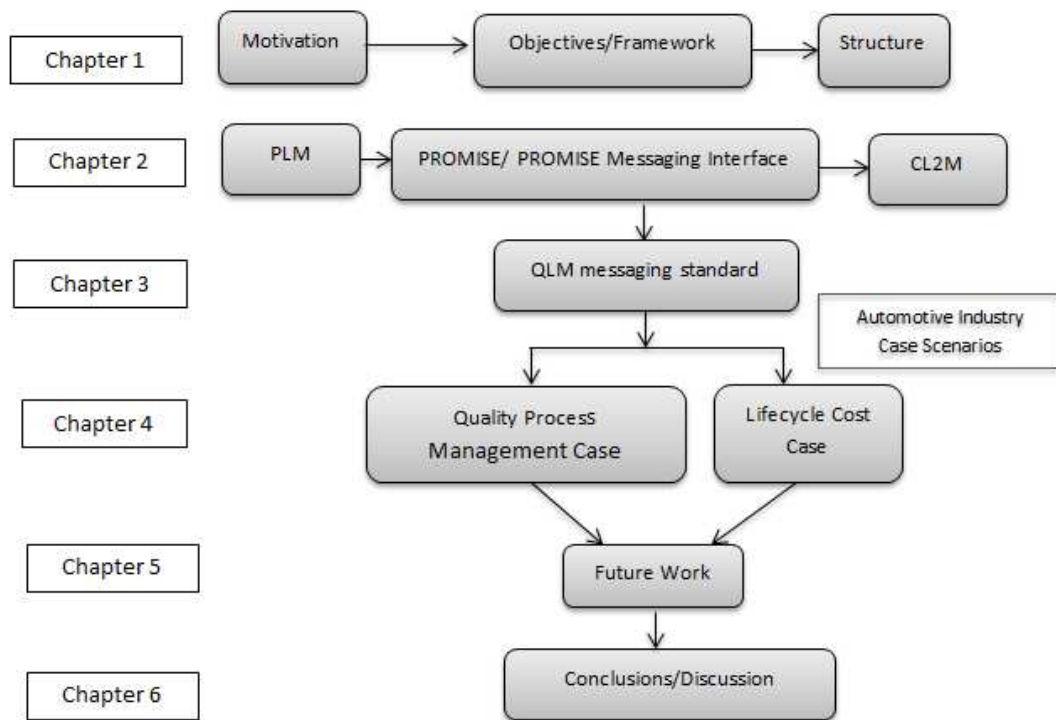 Chapter 1
Motivation
Objectives/Framework
Structure
Chapter 2
PLM
PROMISE/ PROMISE Messaging Interface
CL2M
Chapter 3
QLM messaging standard
Automotive Industry
Case Scenarios
Chapter 4
Quality Process
Management Case
Lifecycle Cost
Case
Chapter 5
Future Work
Chapter 6
Conclusions/Discussion